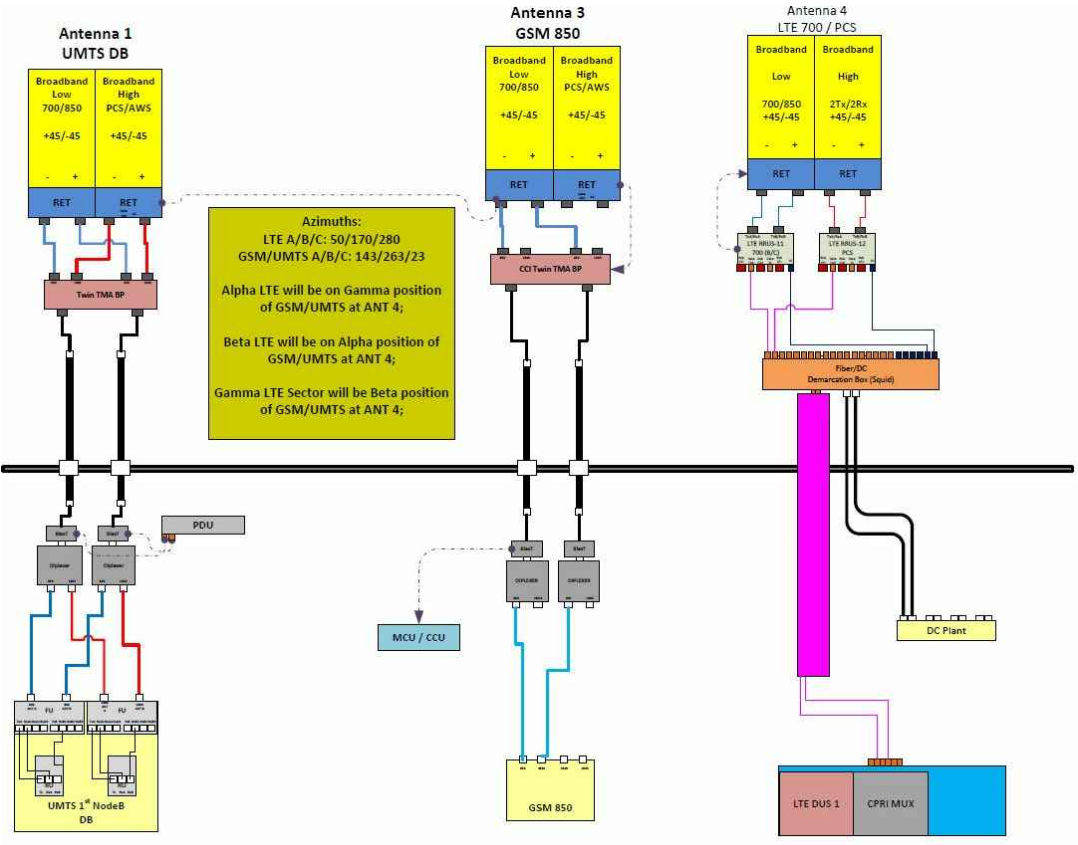 Antenna 1
UMTS DB
Broadband
Low
700/850
+45/-45
- +
Broadband
High
PCS/AWS
+45/-45
- +
RET
RET
Twin TMA BP
Antenna 3
GSM 850
Broadband
Low
700/850
+45/-45
- +
Broadband
High
PCS/AWS
+45/-45
- +
RET
RET
CCI Twin TMA BP
Antenna 4
LTE 700 / PCS
Broadband
Low
700/850
+45/-45
- +
Broadband
High
2Tx/2Rx
+45/-45
- +
RET
RET
LTE RRUS-11
700 (B/C)
LTE RRUS-12
PCS
Azimuths:
LTE A/B/C: 50/170/280
GSM/UMTS A/B/C: 143/263/23
Alpha LTE will be on Gamma position
of GSM/UMTS at ANT 4;
Beta LTE will be on Alpha position of
GSM/UMTS at ANT 4;
Gamma LTE Sector will be Beta position
of GSM/UMTS at ANT 4;
Fiber/DC
Demarcation Box (Squid)
PDU
BiasT
BiasT
Diplexer
Diplexer
BiasT
BiasT
DIPLEXER
DIPLEXER
MCU / CCU
DC Plant
FU
FU
RU
RU
UMTS 1st NodeB
DB
GSM 850
LTE DUS 1
CPRI MUX